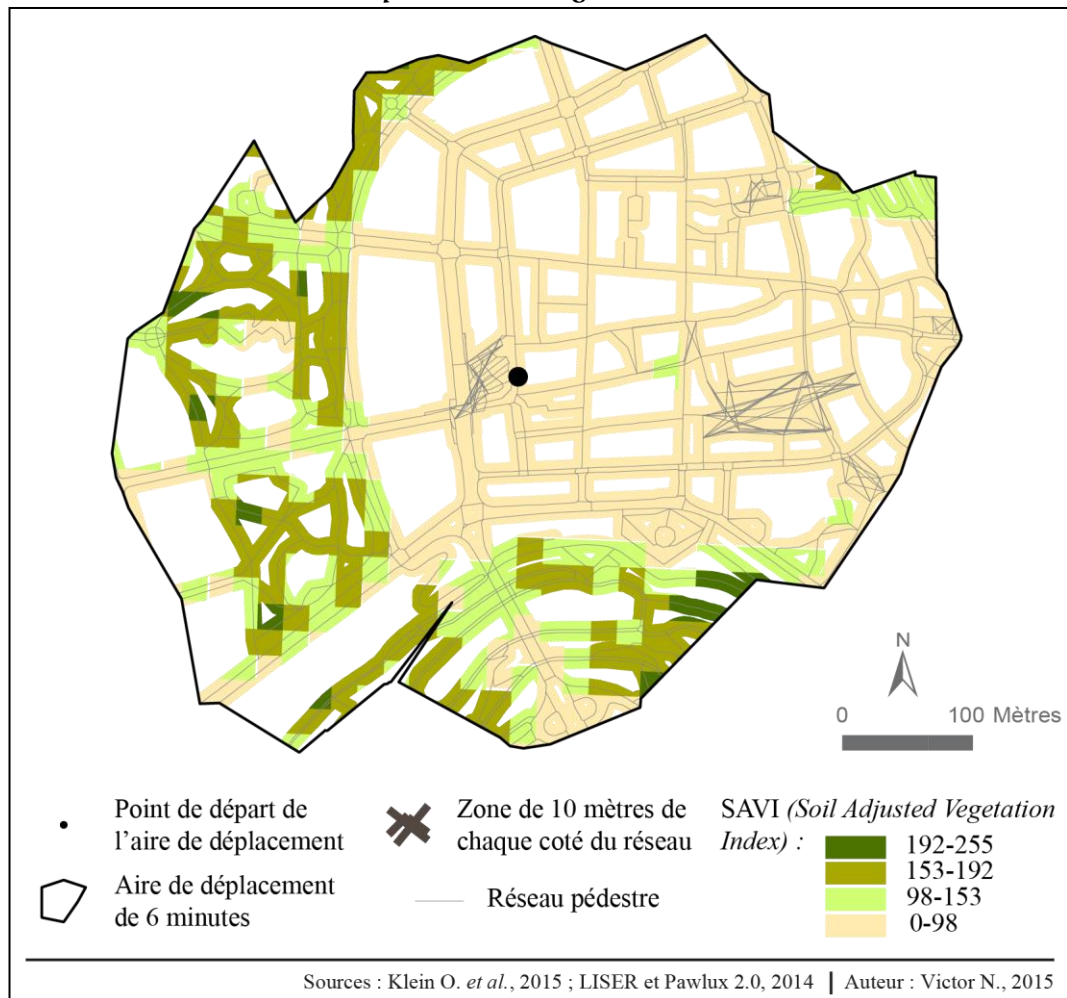 N
0 100 Mètres
Point de départ de
l'aire de déplacement
Aire de déplacement
de 6 minutes
Zone de 10 mètres de
chaque coté du réseau
Réseau pédestre
SAVI (Soil Adjusted Vegetation
Index) :
192-255
153-192
98-153
0-98
Sources : Klein O. et al., 2015 ; LISER et Pawlux 2.0, 2014 | Auteur : Victor N., 2015